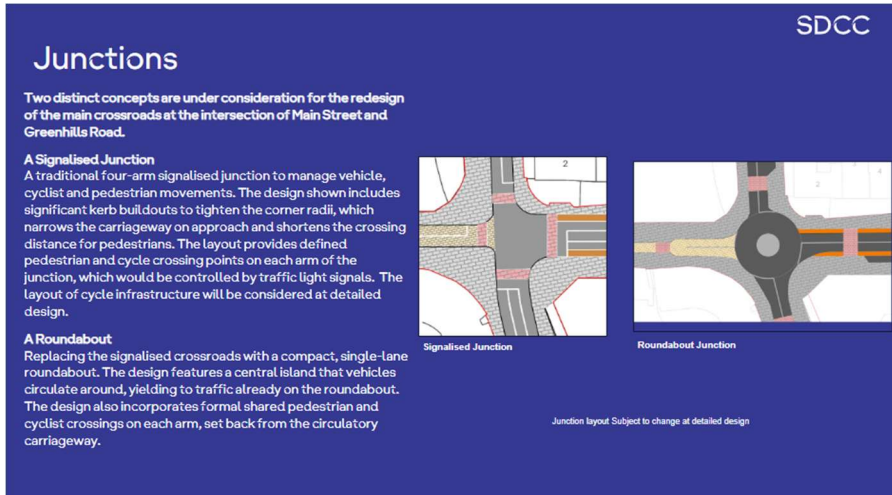 SDCC
Junctions
Two distinct concepts are under consideration for the redesign
of the main crossroads at the intersection of Main Street and
Greenhills Road.
A Signalised Junction
A traditional four-arm signalised junction to manage vehicle,
cyclist and pedestrian movements. The design shown includes
significant kerb buildouts to tighten the corner radii, which
narrows the carriageway on approach and shortens the crossing
distance for pedestrians. The layout provides defined
pedestrian and cycle crossing points on each arm of the
junction, which would be controlled by traffic light signals. The
layout of cycle infrastructure will be considered at detailed
design.
A Roundabout
Replacing the signalised crossroads with a compact, single-lane
roundabout. The design features a central island that vehicles
circulate around, yielding to traffic already on the roundabout.
The design also incorporates formal shared pedestrian and
cyclist crossings on each arm, set back from the circulatory
carriageway.
2
Signalised Junction
2
4
Roundabout Junction
Junction layout Subject to change at detailed design